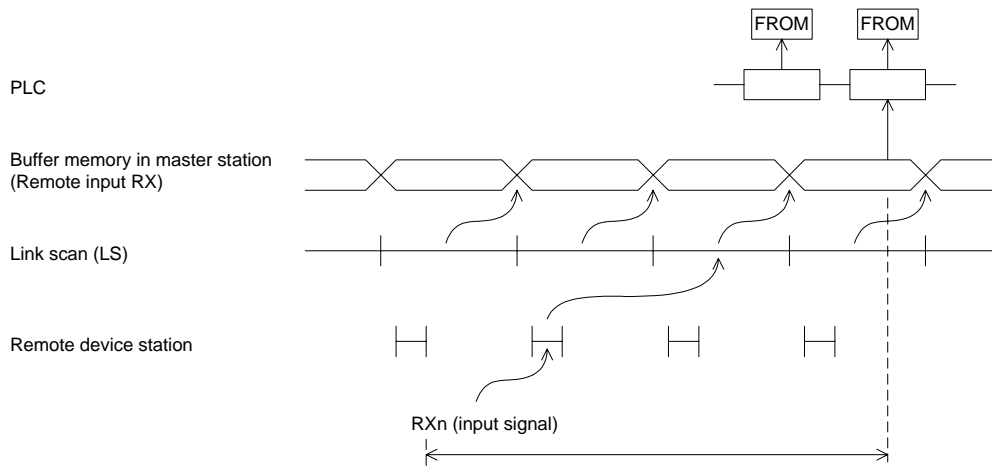 FROM FROM
PLC
Buffer memory in master station
(Remote input RX)
Link scan (LS)
Remote device station
RXn (input signal)